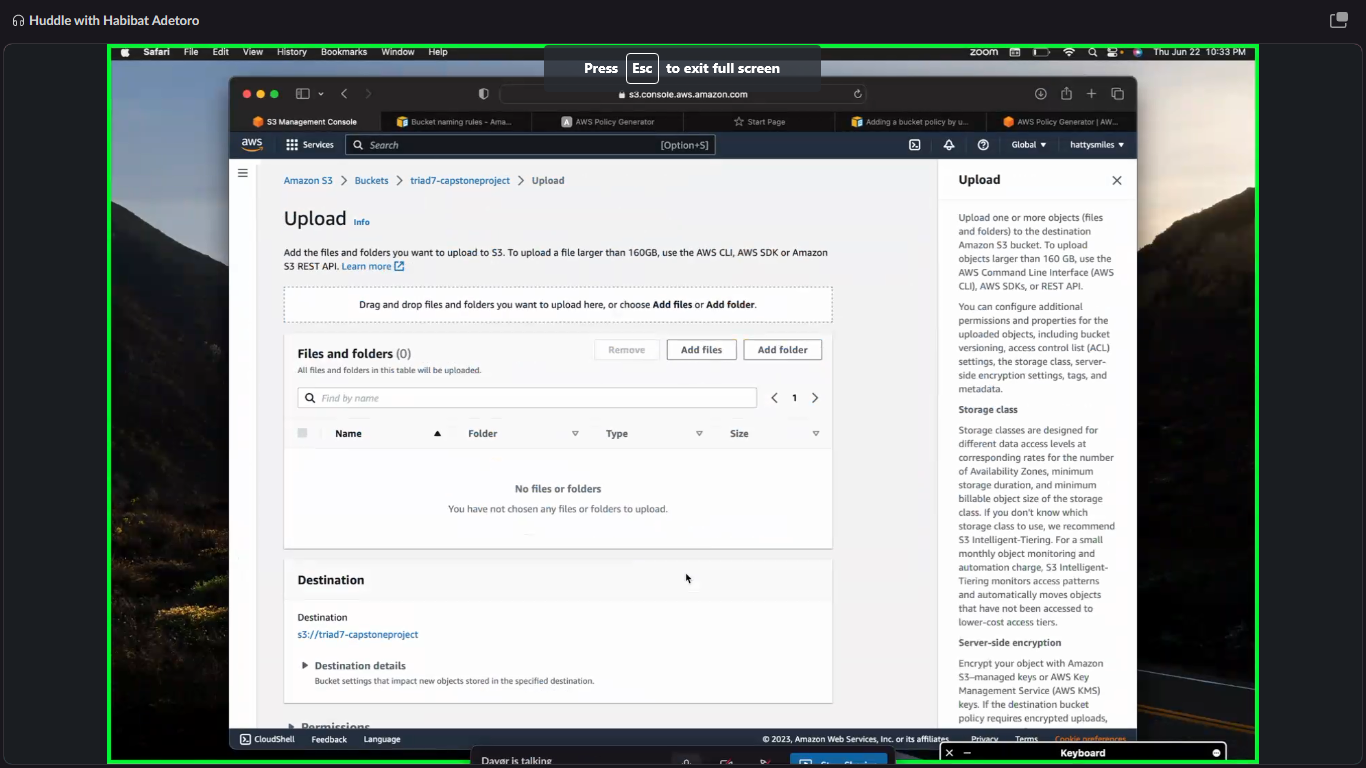 Huddle with Habibat Adetoro
Safari File Edit View History Bookmarks Window Help
zoom Thu Jun 22 10:33 PM
Press Esc to exit full screen
s3.console.aws.amazon.com
S3 Management Console
Bucket naming rules - Ama...
AWS Policy Generator
Start Page
Adding a bucket policy by u...
AWS Policy Generator | AW...
aws Services Search [Option+S] Global hattysmiles
Amazon S3 > Buckets > triad7-capstoneproject > Upload
Upload Info
Add the files and folders you want to upload to S3. To upload a file larger than 160GB, use the AWS CLI, AWS SDK or Amazon
S3 REST API. Learn more
Drag and drop files and folders you want to upload here, or choose Add files or Add folder.
Files and folders (0)
All files and folders in this table will be uploaded.
Remove
Add files
Add folder
Find by name
1
Name Folder Type Size
No files or folders
You have not chosen any files or folders to upload.
Destination
Destination
s3://triad7-capstoneproject
Destination details
Bucket settings that impact new objects stored in the specified destination.
Permissions
Upload
Upload one or more objects (files
and folders) to the destination
Amazon S3 bucket. To upload
objects larger than 160 GB, use the
AWS Command Line Interface (AWS
CLI), AWS SDKs, or REST API.
You can configure additional
permissions and properties for the
uploaded objects, including bucket
versioning, access control list (ACL)
settings, the storage class, server-
side encryption settings, tags, and
metadata.
Storage class
Storage classes are designed for
different data access levels at
corresponding rates for the number
of Availability Zones, minimum
storage duration, and minimum
billable object size of the storage
class. If you don't know which
storage class to use, we recommend
S3 Intelligent-Tiering. For a small
monthly object monitoring and
automation charge, S3 Intelligent-
Tiering monitors access patterns
and automatically moves objects
that have not been accessed to
lower-cost access tiers.
Server-side encryption
Encrypt your object with Amazon
S3–managed keys or AWS Key
Management Service (AWS KMS)
keys. If the destination bucket
policy requires encrypted uploads,
CloudShell Feedback Language
© 2023, Amazon Web Services, Inc. or its affiliates. Privacy Terms Cookie preferences
Keyboard
is talking